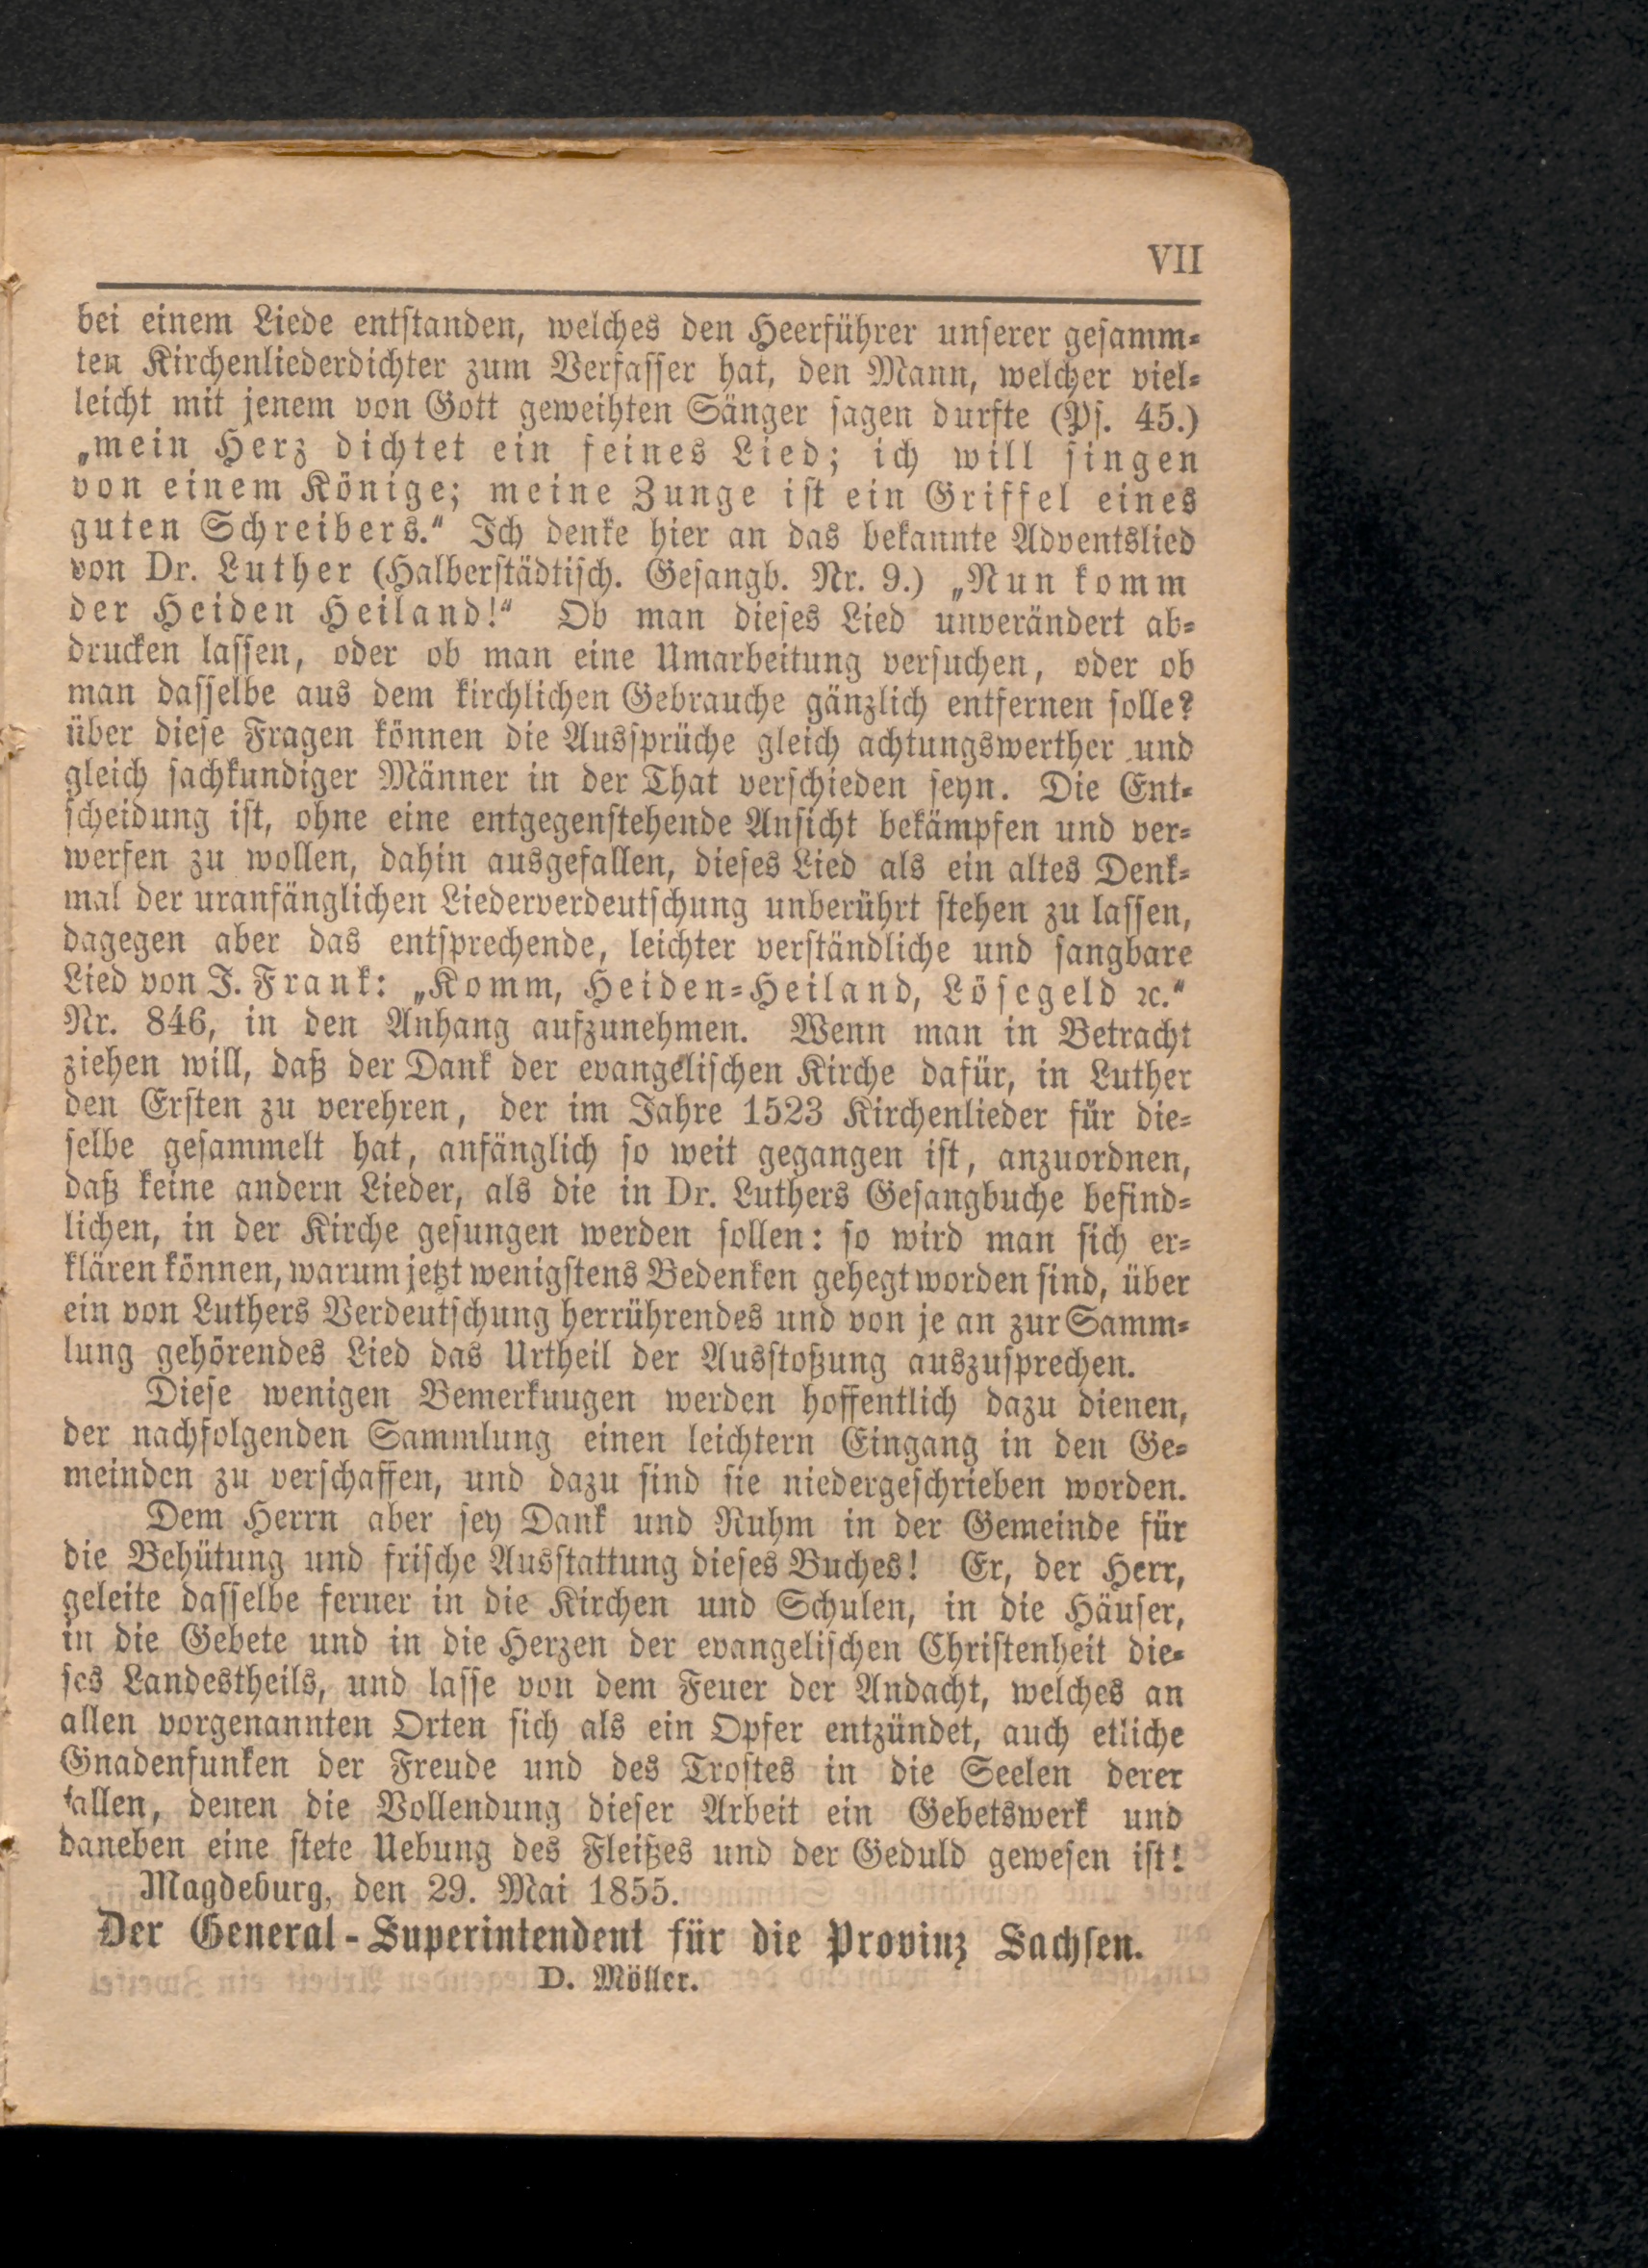 VII
bei einem Liede entstanden, welches den Heerführer unserer gesamm-
ten Kirchenliederdichter zum Verfasser hat, den Mann, welcher viel-
leicht mit jenem von Gott geweihten Sänger sagen durfte (Ps. 45.)
„mein Herz dichtet ein feines Lied; ich will singen
von einem Könige; meine Zunge ist ein Griffel eines
guten Schreibers.“ Ich denke hier an das bekannte Adventslied
von Dr. Luther (Halberstädtisch. Gesangb. Nr. 9.) „Nun komm
der Heiden Heiland!“ Ob man dieses Lied unverändert ab-
drucken lassen, oder ob man eine Umarbeitung versuchen, oder ob
man dasselbe aus dem kirchlichen Gebrauche gänzlich entfernen solle?
über diese Fragen können die Aussprüche gleich achtungswerther und
gleich sachkundiger Männer in der That verschieden seyn. Die Ent-
scheidung ist, ohne eine entgegenstehende Ansicht bekämpfen und ver-
werfen zu wollen, dahin ausgefallen, dieses Lied als ein altes Denk-
mal der uranfänglichen Liederverdeutschung unberührt stehen zu lassen,
dagegen aber das entsprechende, leichter verständliche und sangbare
Lied von J. Frank: „Komm, Heiden-Heiland, Lösegeld ꝛc.“
Nr. 846, in den Anhang aufzunehmen. Wenn man in Betracht
ziehen will, daß der Dank der evangelischen Kirche dafür, in Luther
den Ersten zu verehren, der im Jahre 1523 Kirchenlieder für die-
selbe gesammelt hat, anfänglich so weit gegangen ist, anzuordnen,
daß keine andern Lieder, als die in Dr. Luthers Gesangbuche befind-
lichen, in der Kirche gesungen werden sollen: so wird man sich er-
klären können, warum jetzt wenigstens Bedenken gehegt worden sind, über
ein von Luthers Verdeutschung herrührendes und von je an zur Samm-
lung gehörendes Lied das Urtheil der Ausstoßung auszusprechen.
Diese wenigen Bemerkuugen werden hoffentlich dazu dienen,
der nachfolgenden Sammlung einen leichtern Eingang in den Ge-
meinden zu verschaffen, und dazu sind sie niedergeschrieben worden.
Dem Herrn aber sey Dank und Ruhm in der Gemeinde für
die Behütung und frische Ausstattung dieses Buches! Er, der Herr,
geleite dasselbe ferner in die Kirchen und Schulen, in die Häuser,
in die Gebete und in die Herzen der evangelischen Christenheit die-
ses Landestheils, und lasse von dem Feuer der Andacht, welches an
allen vorgenannten Orten sich als ein Opfer entzündet, auch etliche
Gnadenfunken der Freude und des Trostes in die Seelen derer
fallen, denen die Vollendung dieser Arbeit ein Gebetswerk und
daneben eine stete Uebung des Fleißes und der Geduld gewesen ist!
Magdeburg, den 29. Mai 1855.
Der General-Superintendent für die Provinz Sachsen.
D. Möller.